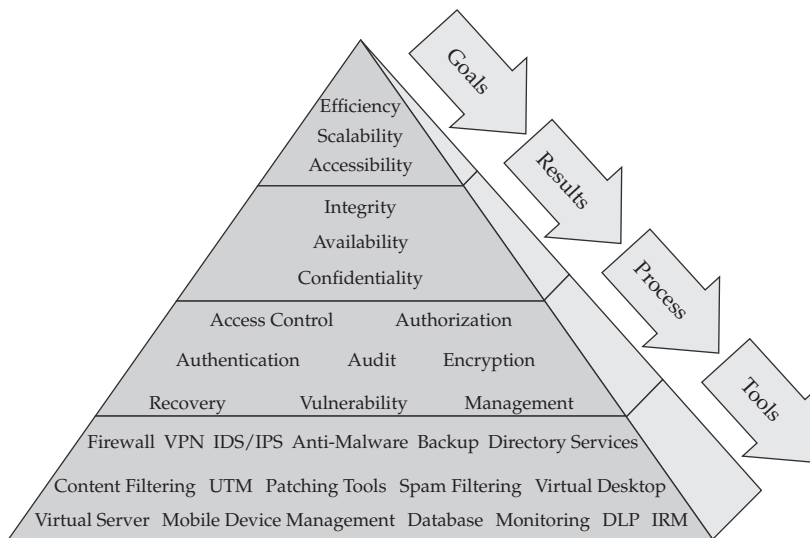 Goals
Efficiency
Scalability
Accessibility
Results
Integrity
Availability
Confidentiality
Process
Access Control Authorization
Authentication Audit Encryption
Recovery Vulnerability Management
Tools
Firewall VPN IDS/IPS Anti-Malware Backup Directory Services
Content Filtering UTM Patching Tools Spam Filtering Virtual Desktop
Virtual Server Mobile Device Management Database Monitoring DLP IRM